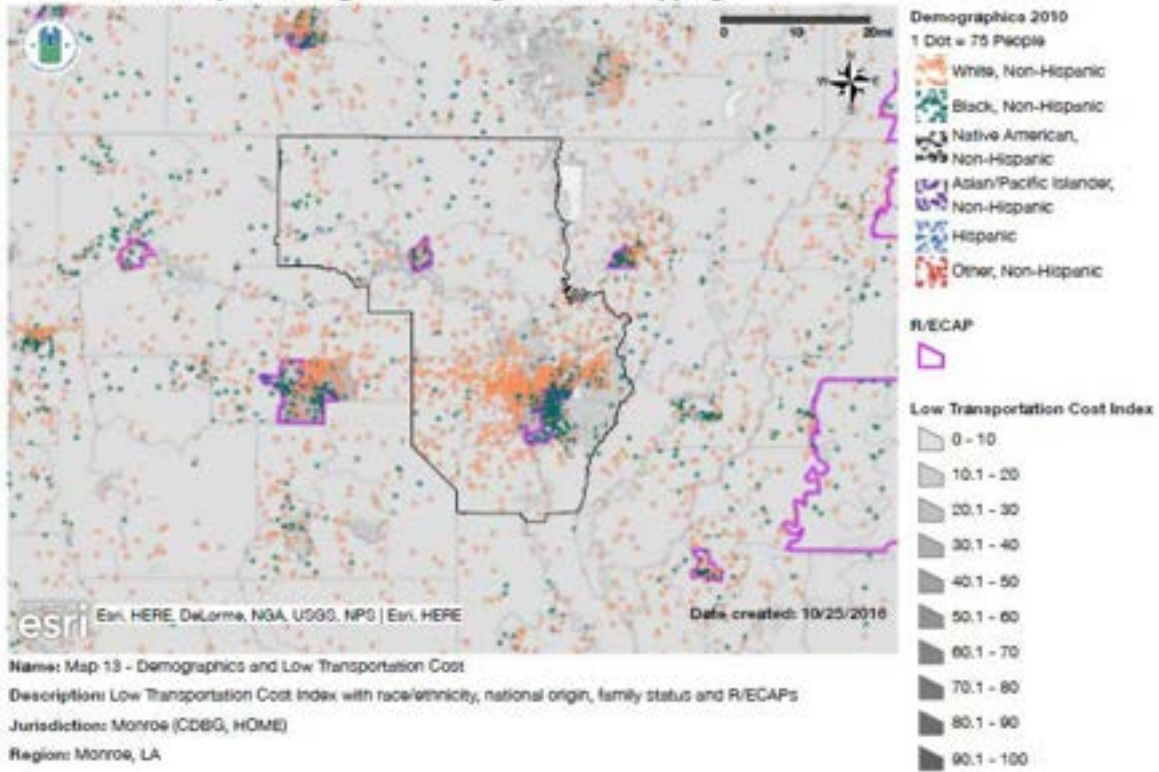 0 10 20mi
Demographics 2010
1 Dot = 75 People
White, Non-Hispanic
Black, Non-Hispanic
Native American,
Non-Hispanic
Asian/Pacific Islander,
Non-Hispanic
Hispanic
Other, Non-Hispanic
R/ECAP
Low Transportation Cost Index
0 - 10
10.1 - 20
20.1 - 30
30.1 - 40
40.1 - 50
50.1 - 60
60.1 - 70
70.1 - 80
80.1 - 90
90.1 - 100
esri
Esri, HERE, DeLorme, NGA, USGS, NPS | Esri, HERE
Date created: 10/25/2016
Name: Map 13 - Demographics and Low Transportation Cost
Description: Low Transportation Cost Index with race/ethnicity, national origin, family status and R/ECAPs
Jurisdiction: Monroe (CDBG, HOME)
Region: Monroe, LA